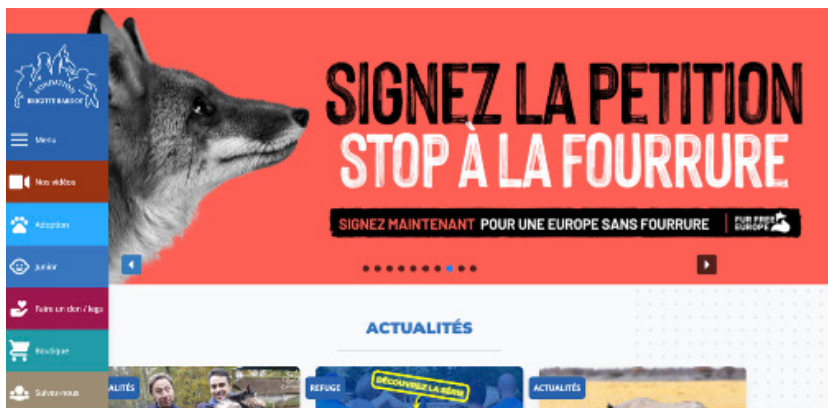 FONDATION
BRIGITTE BARDOT
Menu
Nos vidéos
Adoption
Junior
Faire un don / legs
Boutique
Suivez-nous
SIGNEZ LA PETITION
STOP À LA FOURRURE
SIGNEZ MAINTENANT POUR UNE EUROPE SANS FOURRURE
FUR FREE
EUROPE
ACTUALITÉS
ALITÉS
REFUGE
DÉCOUVREZ LA SÉRIE
ACTUALITÉS